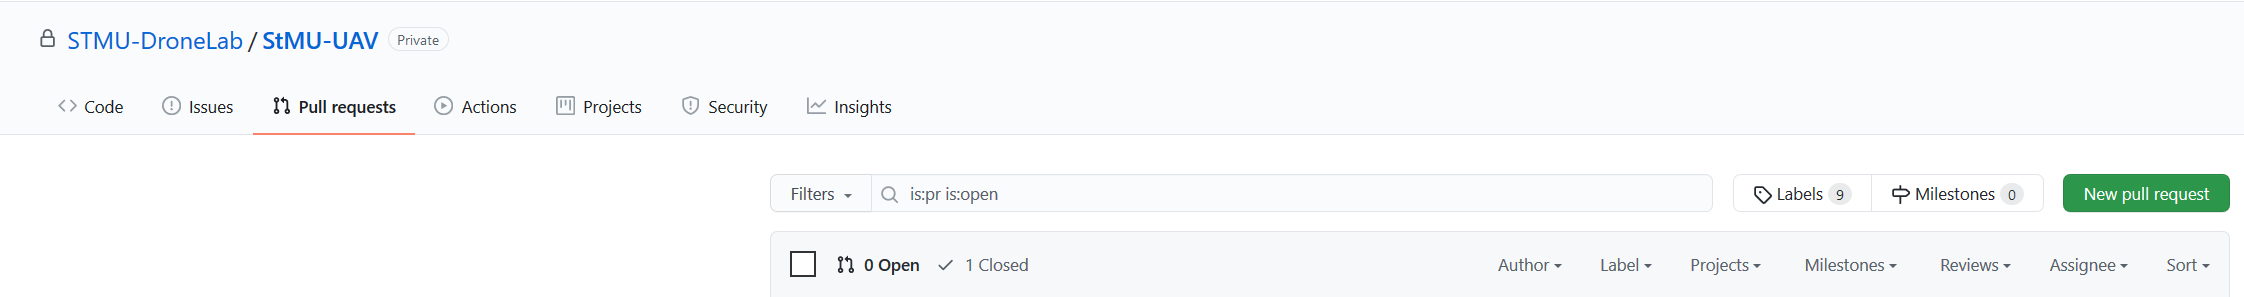 STMU-DroneLab / StMU-UAV Private
Code Issues Pull requests Actions Projects Security Insights
Filters is:pr is:open Labels 9 Milestones 0 New pull request
0 Open 1 Closed Author Label Projects Milestones Reviews Assignee Sort